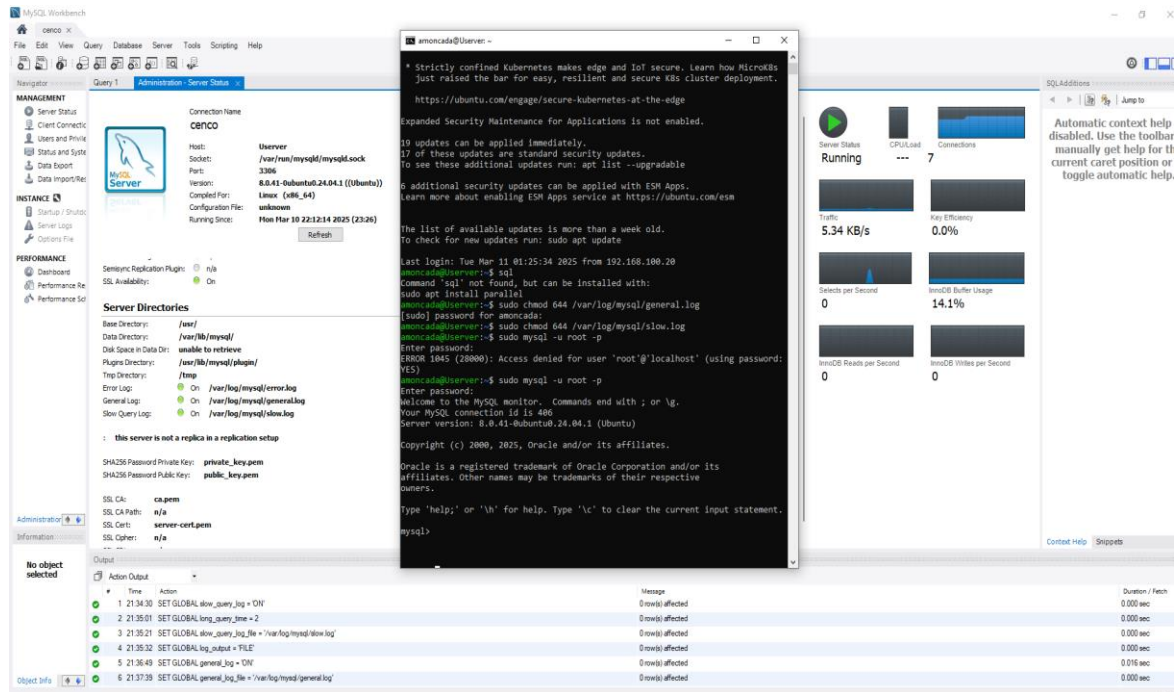 MySQL Workbench
cenco ×
File Edit View Query Database Server Tools Scripting Help
Navigator
MANAGEMENT
Server Status
Client Connectic
Users and Privile
Status and Syste
Data Export
Data Import/Res
INSTANCE
Startup / Shutdc
Server Logs
Options File
PERFORMANCE
Dashboard
Performance Re
Performance Sch
Administration
Information
No object
selected
Object Info
Query 1 Administration - Server Status ×
Connection Name
cenco
Host: Userver
Socket: /var/run/mysqld/mysqld.sock
Port: 3306
Version: 8.0.41-0ubuntu0.24.04.1 ((Ubuntu))
Compiled For: Linux (x86_64)
Configuration File: unknown
Running Since: Mon Mar 10 22:12:14 2025 (23:26)
Refresh
MySQL
Server
Semisync Replication Plugin: n/a
SSL Availability: On
Server Directories
Base Directory: /usr/
Data Directory: /var/lib/mysql/
Disk Space in Data Dir: unable to retrieve
Plugins Directory: /usr/lib/mysql/plugin/
Tmp Directory: /tmp
Error Log: On /var/log/mysql/error.log
General Log: On /var/log/mysql/general.log
Slow Query Log: On /var/log/mysql/slow.log
: this server is not a replica in a replication setup
SHA256 Password Private Key: private_key.pem
SHA256 Password Public Key: public_key.pem
SSL CA: ca.pem
SSL CA Path: n/a
SSL Cert: server-cert.pem
SSL Cipher: n/a
amoncada@Userver: ~
* Strictly confined Kubernetes makes edge and IoT secure. Learn how MicroK8s
just raised the bar for easy, resilient and secure K8s cluster deployment.
https://ubuntu.com/engage/secure-kubernetes-at-the-edge
Expanded Security Maintenance for Applications is not enabled.
19 updates can be applied immediately.
17 of these updates are standard security updates.
To see these additional updates run: apt list --upgradable
6 additional security updates can be applied with ESM Apps.
Learn more about enabling ESM Apps service at https://ubuntu.com/esm
The list of available updates is more than a week old.
To check for new updates run: sudo apt update
Last login: Tue Mar 11 01:25:34 2025 from 192.168.100.20
amoncada@Userver:~$ sql
Command 'sql' not found, but can be installed with:
sudo apt install parallel
amoncada@Userver:~$ sudo chmod 644 /var/log/mysql/general.log
[sudo] password for amoncada:
amoncada@Userver:~$ sudo chmod 644 /var/log/mysql/slow.log
amoncada@Userver:~$ sudo mysql -u root -p
Enter password:
ERROR 1045 (28000): Access denied for user 'root'@'localhost' (using password:
YES)
amoncada@Userver:~$ sudo mysql -u root -p
Enter password:
Welcome to the MySQL monitor. Commands end with ; or \g.
Your MySQL connection id is 406
Server version: 8.0.41-0ubuntu0.24.04.1 (Ubuntu)
Copyright (c) 2000, 2025, Oracle and/or its affiliates.
Oracle is a registered trademark of Oracle Corporation and/or its
affiliates. Other names may be trademarks of their respective
owners.
Type 'help;' or '\h' for help. Type '\c' to clear the current input statement.
mysql>
Server Status CPU/Load Connections
Running --- 7
Traffic Key Efficiency
5.34 KB/s 0.0%
Selects per Second InnoDB Buffer Usage
0 14.1%
InnoDB Reads per Second InnoDB Writes per Second
0 0
SQLAdditions
Jump to
Automatic context help
disabled. Use the toolbar
manually get help for th
current caret position or
toggle automatic help.
Context Help Snippets
Output
Action Output
# Time Action Message Duration / Fetch
1 21:34:30 SET GLOBAL slow_query_log = 'ON' 0 row(s) affected 0.000 sec
2 21:35:01 SET GLOBAL long_query_time = 2 0 row(s) affected 0.000 sec
3 21:35:21 SET GLOBAL slow_query_log_file = '/var/log/mysql/slow.log' 0 row(s) affected 0.000 sec
4 21:35:32 SET GLOBAL log_output = 'FILE' 0 row(s) affected 0.000 sec
5 21:36:49 SET GLOBAL general_log = 'ON' 0 row(s) affected 0.016 sec
6 21:37:39 SET GLOBAL general_log_file = '/var/log/mysql/general.log' 0 row(s) affected 0.000 sec